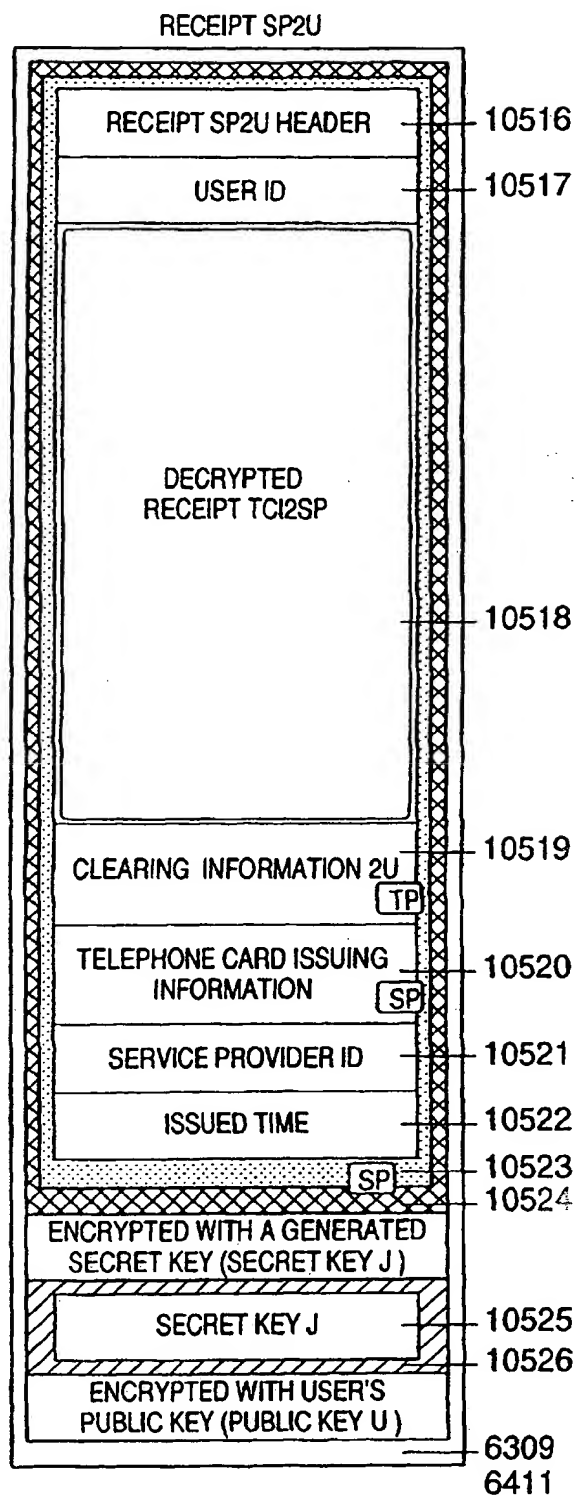 RECEIPT SP2U
RECEIPT SP2U HEADER
10516
USER ID
10517
DECRYPTED
RECEIPT TCI2SP
10518
CLEARING INFORMATION 2U
10519
TP
TELEPHONE CARD ISSUING
INFORMATION
10520
SP
SERVICE PROVIDER ID
10521
ISSUED TIME
10522
SP
10523
10524
ENCRYPTED WITH A GENERATED
SECRET KEY (SECRET KEY J )
SECRET KEY J
10525
10526
ENCRYPTED WITH USER'S
PUBLIC KEY (PUBLIC KEY U )
6309
6411